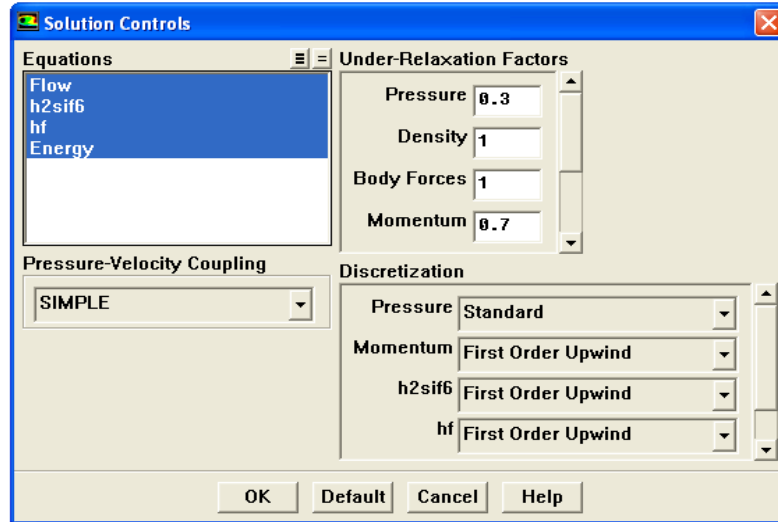 Solution Controls
Equations
Flow
h2sif6
hf
Energy
Pressure-Velocity Coupling
SIMPLE
Under-Relaxation Factors
Pressure 0.3
Density 1
Body Forces 1
Momentum 0.7
Discretization
Pressure Standard
Momentum First Order Upwind
h2sif6 First Order Upwind
hf First Order Upwind
OK Default Cancel Help